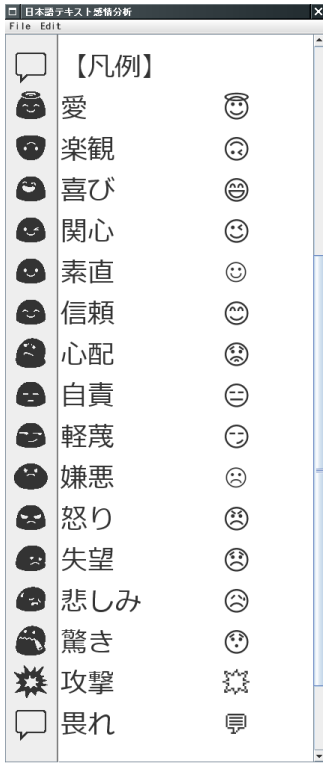 日本語テキスト感情分析
File Edit
【凡例】
愛
楽観
喜び
関心
素直
信頼
心配
自責
軽蔑
嫌悪
怒り
失望
悲しみ
驚き
攻撃
畏れ